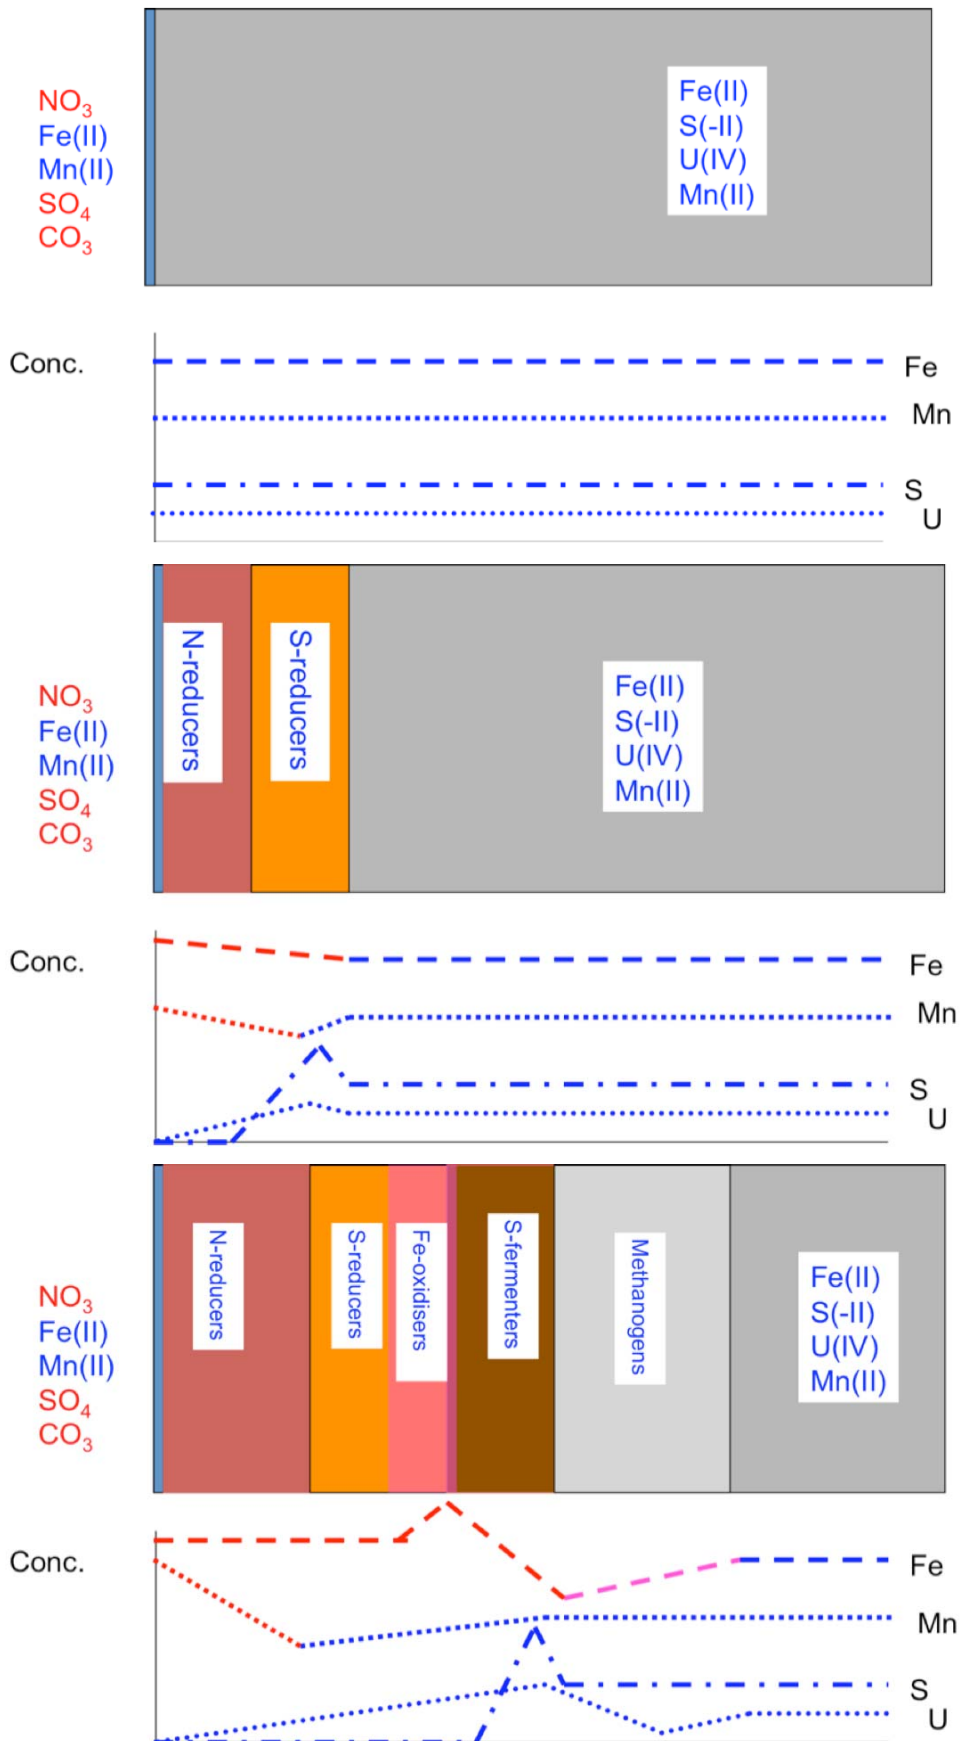 NO3
Fe(II)
Mn(II)
SO4
CO3
Fe(II)
S(-II)
U(IV)
Mn(II)
Conc.
Fe
Mn
S
U
NO3
Fe(II)
Mn(II)
SO4
CO3
N-reducers
S-reducers
Fe(II)
S(-II)
U(IV)
Mn(II)
Conc.
Fe
Mn
S
U
NO3
Fe(II)
Mn(II)
SO4
CO3
N-reducers
S-reducers
Fe-oxidisers
S-fermenters
Methanogens
Fe(II)
S(-II)
U(IV)
Mn(II)
Conc.
Fe
Mn
S
U